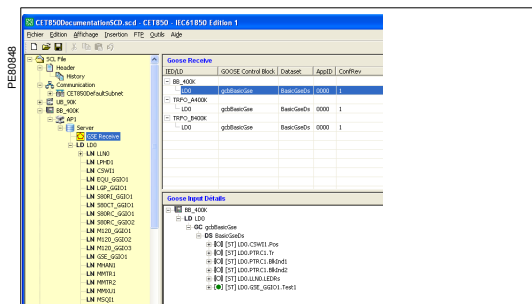 PE80848
CET850DocumentationSCD.scd - CET850 - IEC61850 Edition 1
Fichier Edition Affichage Insertion FTP Outils Aide
SCL File
Header
History
Communication
CET850DefaultSubnet
UB_90K
BB_400K
AP1
Server
GSE Receive
LD LD0
LN LLN0
LN LPHD1
LN CSWI1
LN EQU_GGIO1
LN LGP_GGIO1
LN S80RI_GGIO1
LN S80CT_GGIO1
LN S80RC_GGIO1
LN S80RC_GGIO2
LN M120_GGIO1
LN M120_GGIO2
LN M120_GGIO3
LN GSE_GGIO1
LN MHAN1
LN MMTR1
LN MMTR2
LN MMXU1
LN MSQI1
Goose Receive
IED/LD GOOSE Control Block Dataset AppID ConfRev
BB_400K
LD0 gcbBasicGse BasicGseDs 0000 1
TRFO_A400K
LD0 gcbBasicGse BasicGseDs 0000 1
TRFO_B400K
LD0 gcbBasicGse BasicGseDs 0000 1
Goose Input Détails
BB_400K
LD LD0
GC gcbBasicGse
DS BasicGseDs
[ST] LD0.CSWI1.Pos
[ST] LD0.PTRC1.Tr
[ST] LD0.PTRC1.BlkInd1
[ST] LD0.PTRC1.BlkInd2
[ST] LD0.LLN0.LEDRs
[ST] LD0.GSE_GGIO1.Test1